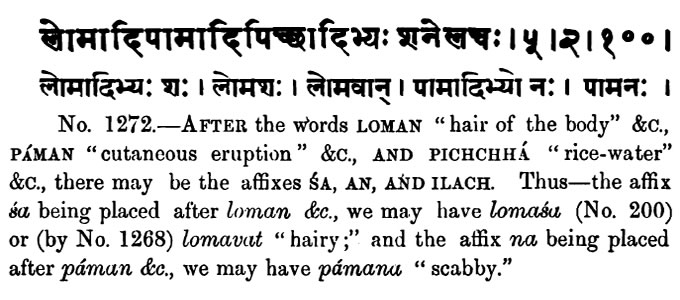 लोमादिपामादिपिच्छादिभ्यः शनेलचः । ५ । २ । १०० ।
लोमादिभ्यः शः । लोमशः । लोमवान् । पामादिभ्यो नः । पामनः ।
No. 1272.—AFTER the words LOMAN "hair of the body" &c.,
PÁMAN "cutaneous eruption" &c., AND PICHCHHÁ "rice-water"
&c., there may be the affixes ŚA, AN, AND ILACH. Thus—the affix
śa being placed after loman &c., we may have lomaśu (No. 200)
or (by No. 1268) lomavat "hairy;" and the affix na being placed
after páman &c., we may have pámana "scabby."